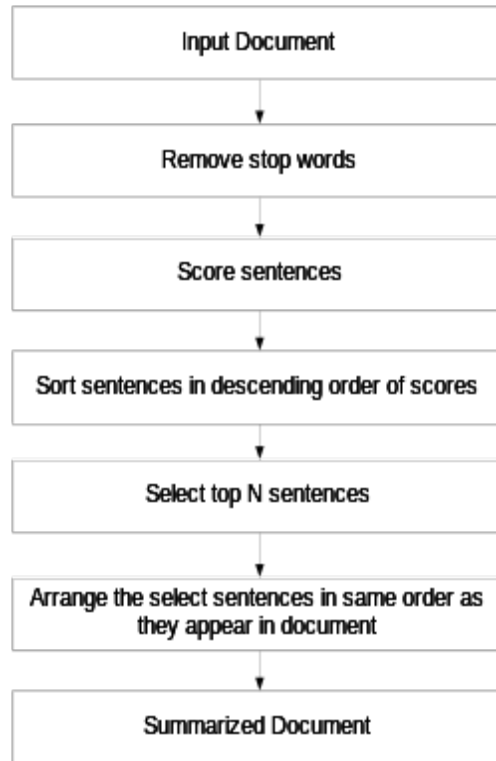 Input Document
Remove stop words
Score sentences
Sort sentences in descending order of scores
Select top N sentences
Arrange the select sentences in same order as
they appear in document
Summarized Document